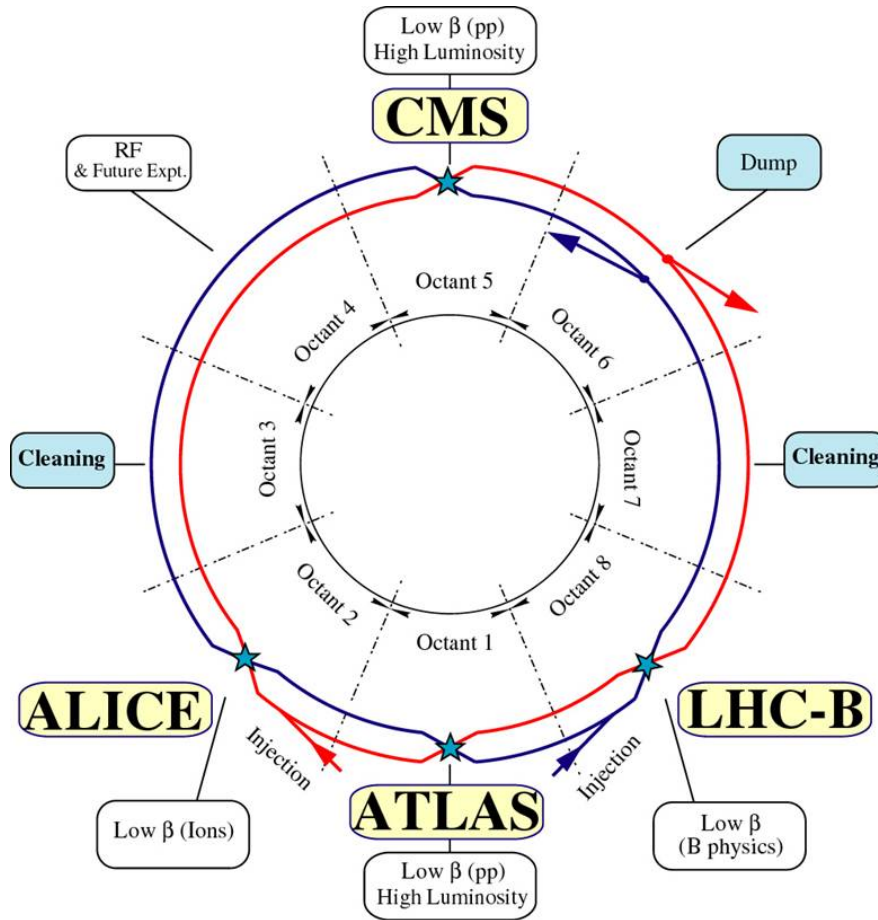 Low β (pp)
High Luminosity
CMS
RF
& Future Expt.
Dump
Octant 5
Octant 4
Octant 6
Cleaning
Octant 3
Octant 7
Cleaning
Octant 2
Octant 8
Octant 1
ALICE
LHC-B
Injection
Injection
ATLAS
Low β (Ions)
Low β
(B physics)
Low β (pp)
High Luminosity